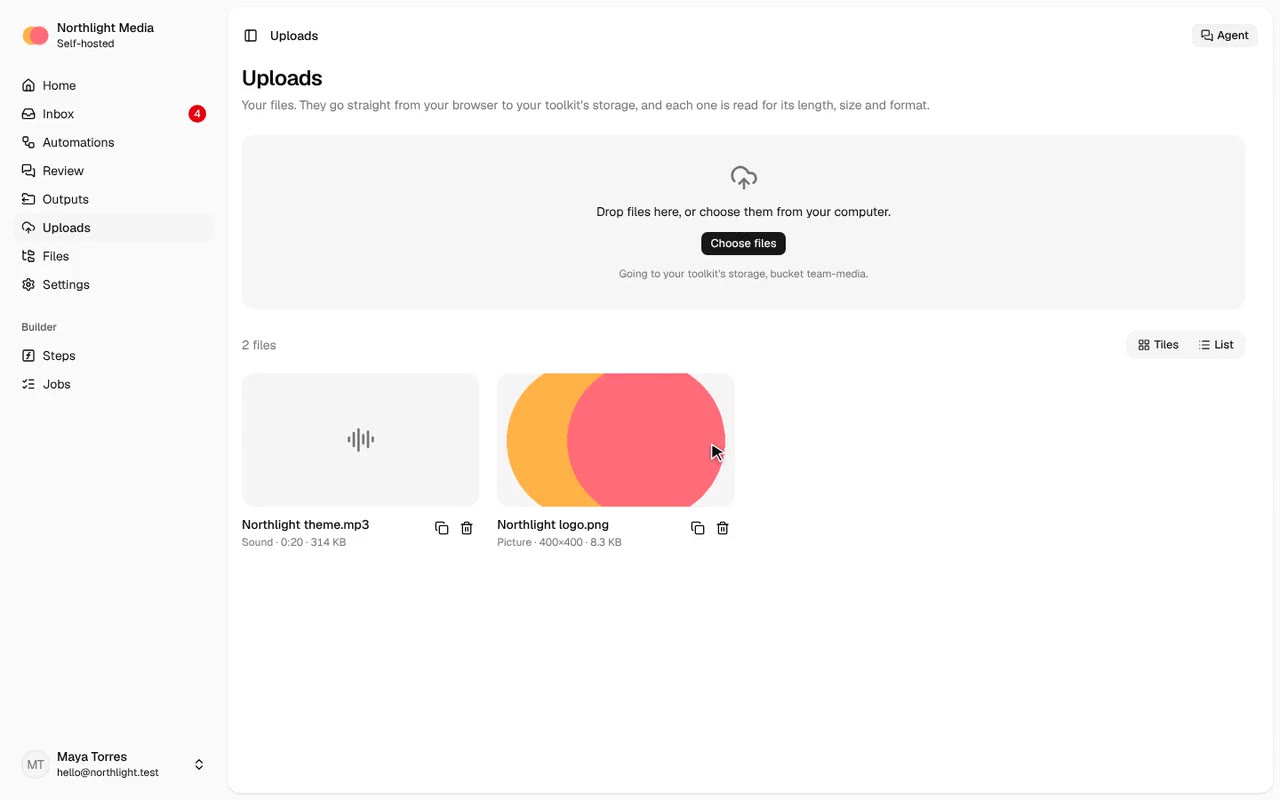 Northlight Media
Self-hosted
Home
Inbox
4
Automations
Review
Outputs
Uploads
Files
Settings
Builder
Steps
Jobs
MT
Maya Torres
hello@northlight.test
Uploads
Agent
Uploads
Your files. They go straight from your browser to your toolkit's storage, and each one is read for its length, size and format.
Drop files here, or choose them from your computer.
Choose files
Going to your toolkit's storage, bucket team-media.
2 files
Tiles
List
Northlight theme.mp3
Sound · 0:20 · 314 KB
Northlight logo.png
Picture · 400×400 · 8.3 KB